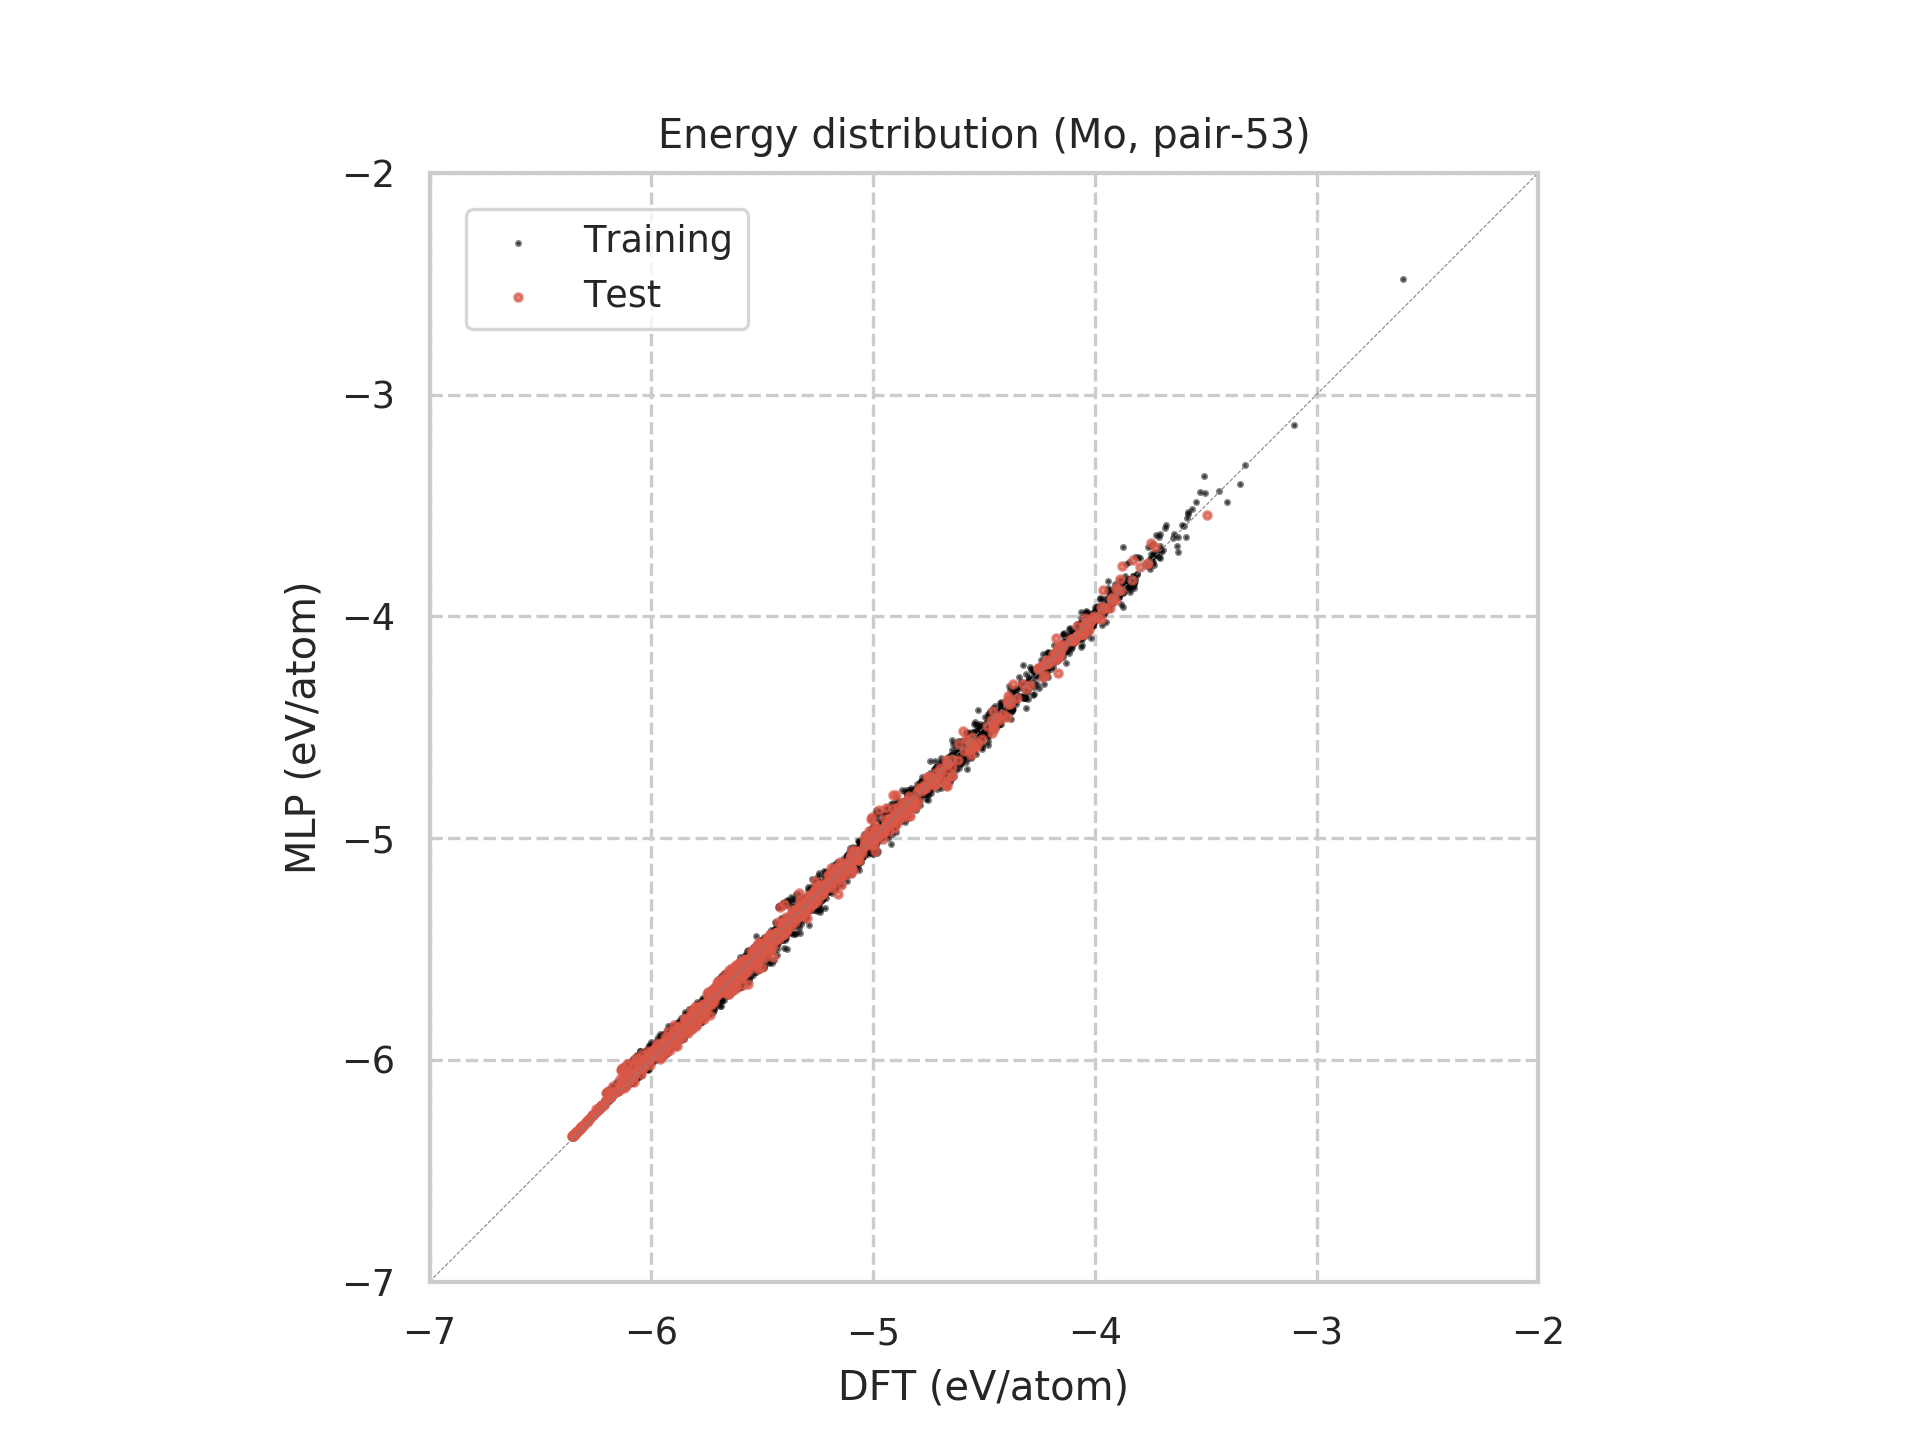 Energy distribution (Mo, pair-53)
−2
Training
Test
−3
−4
MLP (eV/atom)
−5
−6
−7
−7 −6 −5 −4 −3 −2
DFT (eV/atom)